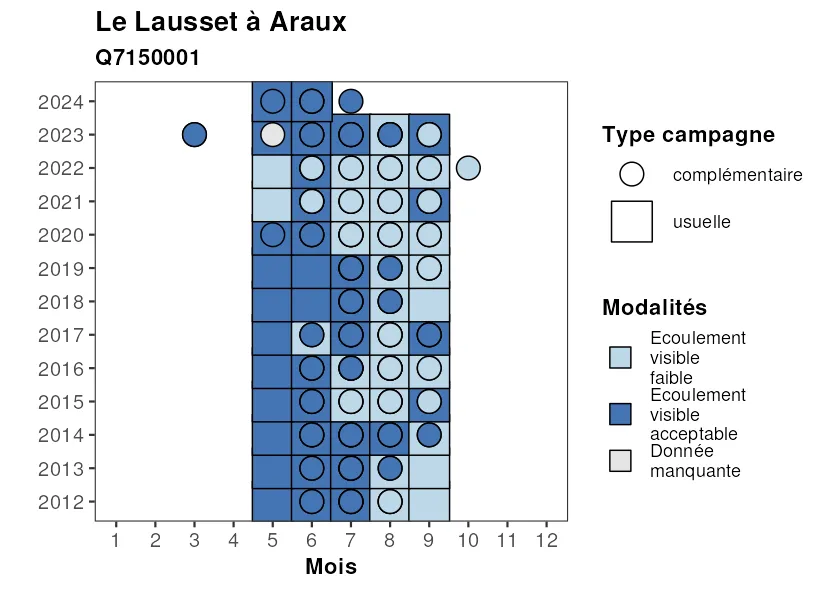 Le Lausset à Araux
Q7150001
2024
2023
2022
2021
2020
2019
2018
2017
2016
2015
2014
2013
2012
1 2 3 4 5 6 7 8 9 10 11 12
Mois
Type campagne
complémentaire
usuelle
Modalités
Ecoulement
visible
faible
Ecoulement
visible
acceptable
Donnée
manquante